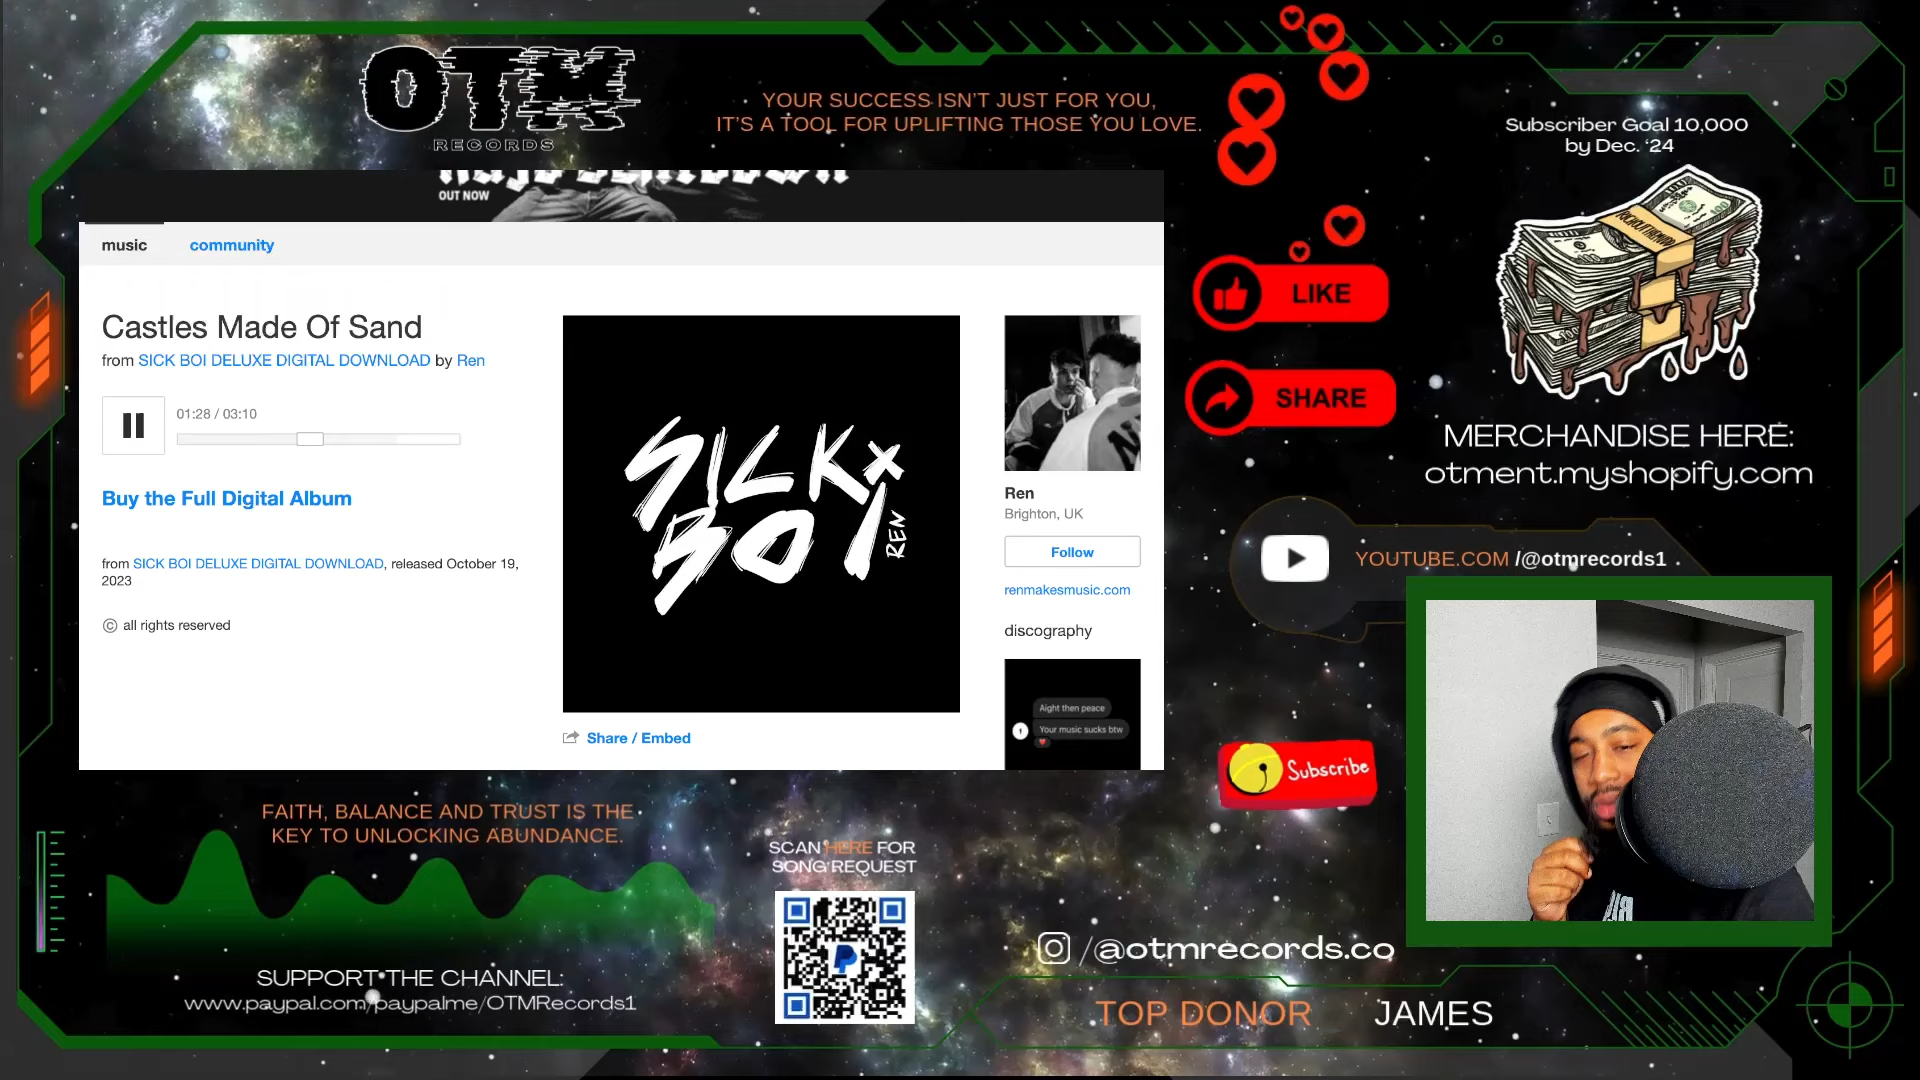 OTM
RECORDS
YOUR SUCCESS ISN'T JUST FOR YOU,
IT'S A TOOL FOR UPLIFTING THOSE YOU LOVE.
Subscriber Goal 10,000
by Dec. '24
OUT NOW
music
community
Castles Made Of Sand
from SICK BOI DELUXE DIGITAL DOWNLOAD by Ren
01:28 / 03:10
Buy the Full Digital Album
from SICK BOI DELUXE DIGITAL DOWNLOAD, released October 19,
2023
© all rights reserved
SICK
BOI
REN
Share / Embed
Ren
Brighton, UK
Follow
renmakesmusic.com
discography
Aight then peace
Your music sucks btw
LIKE
SHARE
100
MERCHANDISE HERE:
otment.myshopify.com
YOUTUBE.COM /@otmrecords1
Subscribe
FAITH, BALANCE AND TRUST IS THE
KEY TO UNLOCKING ABUNDANCE.
SCAN HERE FOR
SONG REQUEST
SUPPORT THE CHANNEL:
www.paypal.com/paypalme/OTMRecords1
/@otmrecords.co
TOP DONOR
JAMES